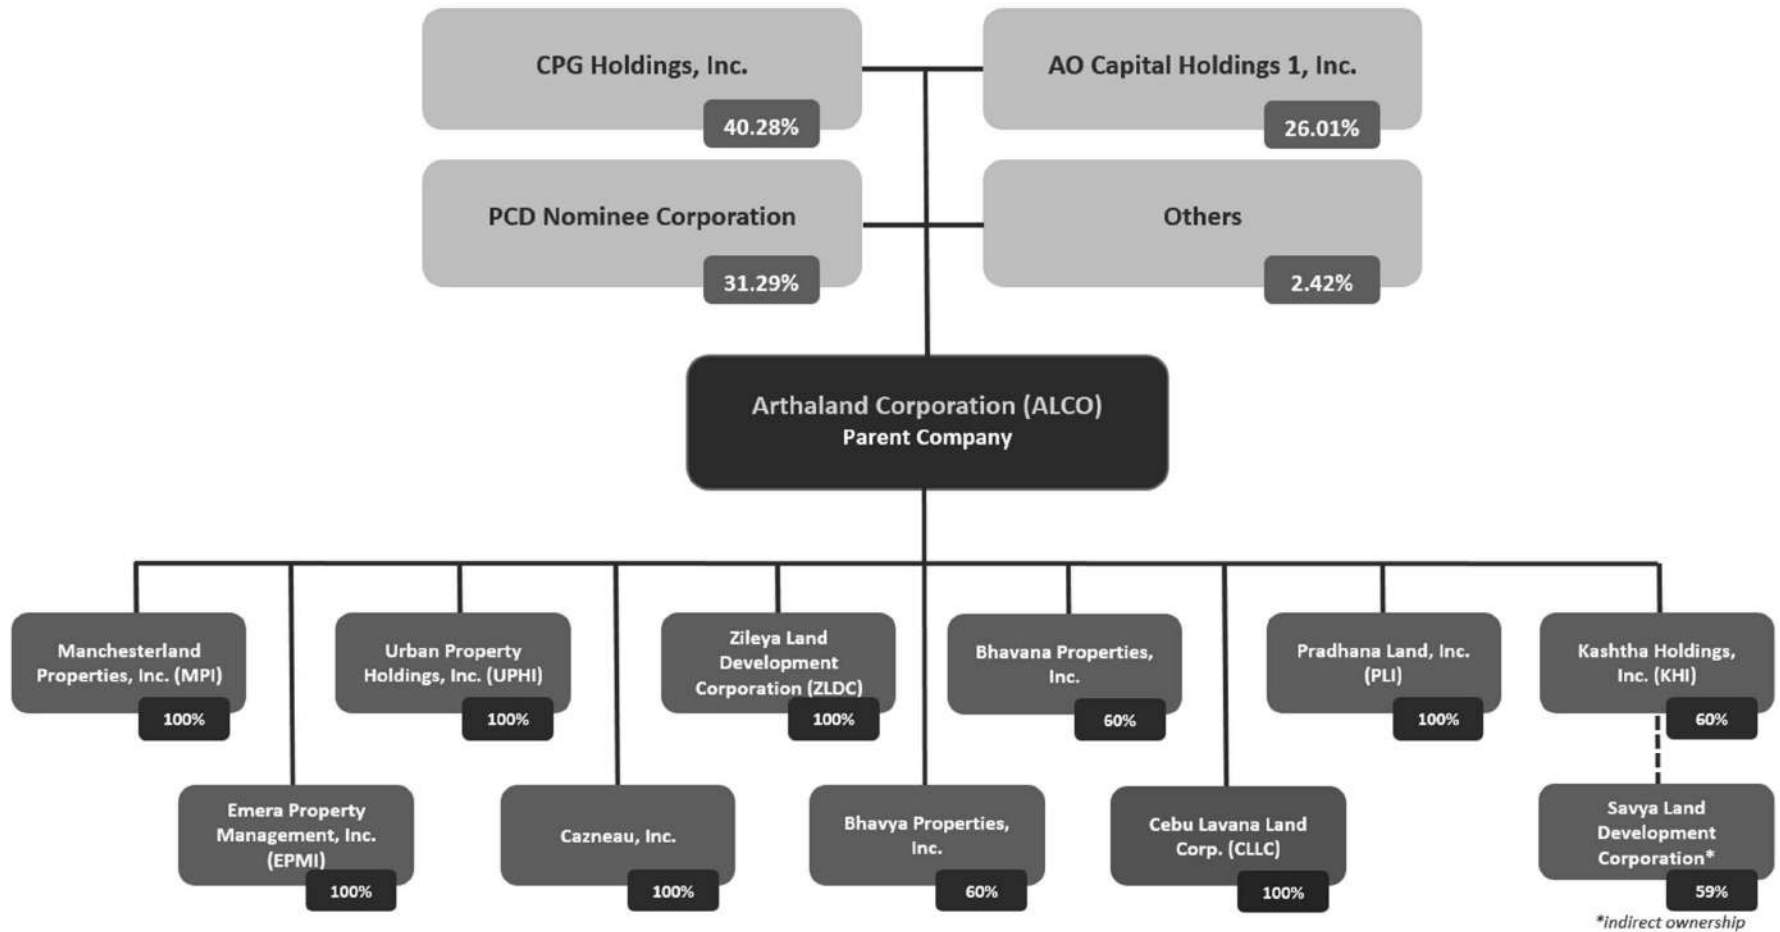 CPG Holdings, Inc.
40.28%
AO Capital Holdings 1, Inc.
26.01%
PCD Nominee Corporation
31.29%
Others
2.42%
Arthaland Corporation (ALCO)
Parent Company
Manchesterland
Properties, Inc. (MPI)
100%
Urban Property
Holdings, Inc. (UPHI)
100%
Zileya Land
Development
Corporation (ZLDC)
100%
Bhavana Properties,
Inc.
60%
Pradhana Land, Inc.
(PLI)
100%
Kashtha Holdings,
Inc. (KHI)
60%
Emera Property
Management, Inc.
(EPMI)
100%
Cazneau, Inc.
100%
Bhavya Properties,
Inc.
60%
Cebu Lavana Land
Corp. (CLLC)
100%
Savya Land
Development
Corporation*
59%
*indirect ownership